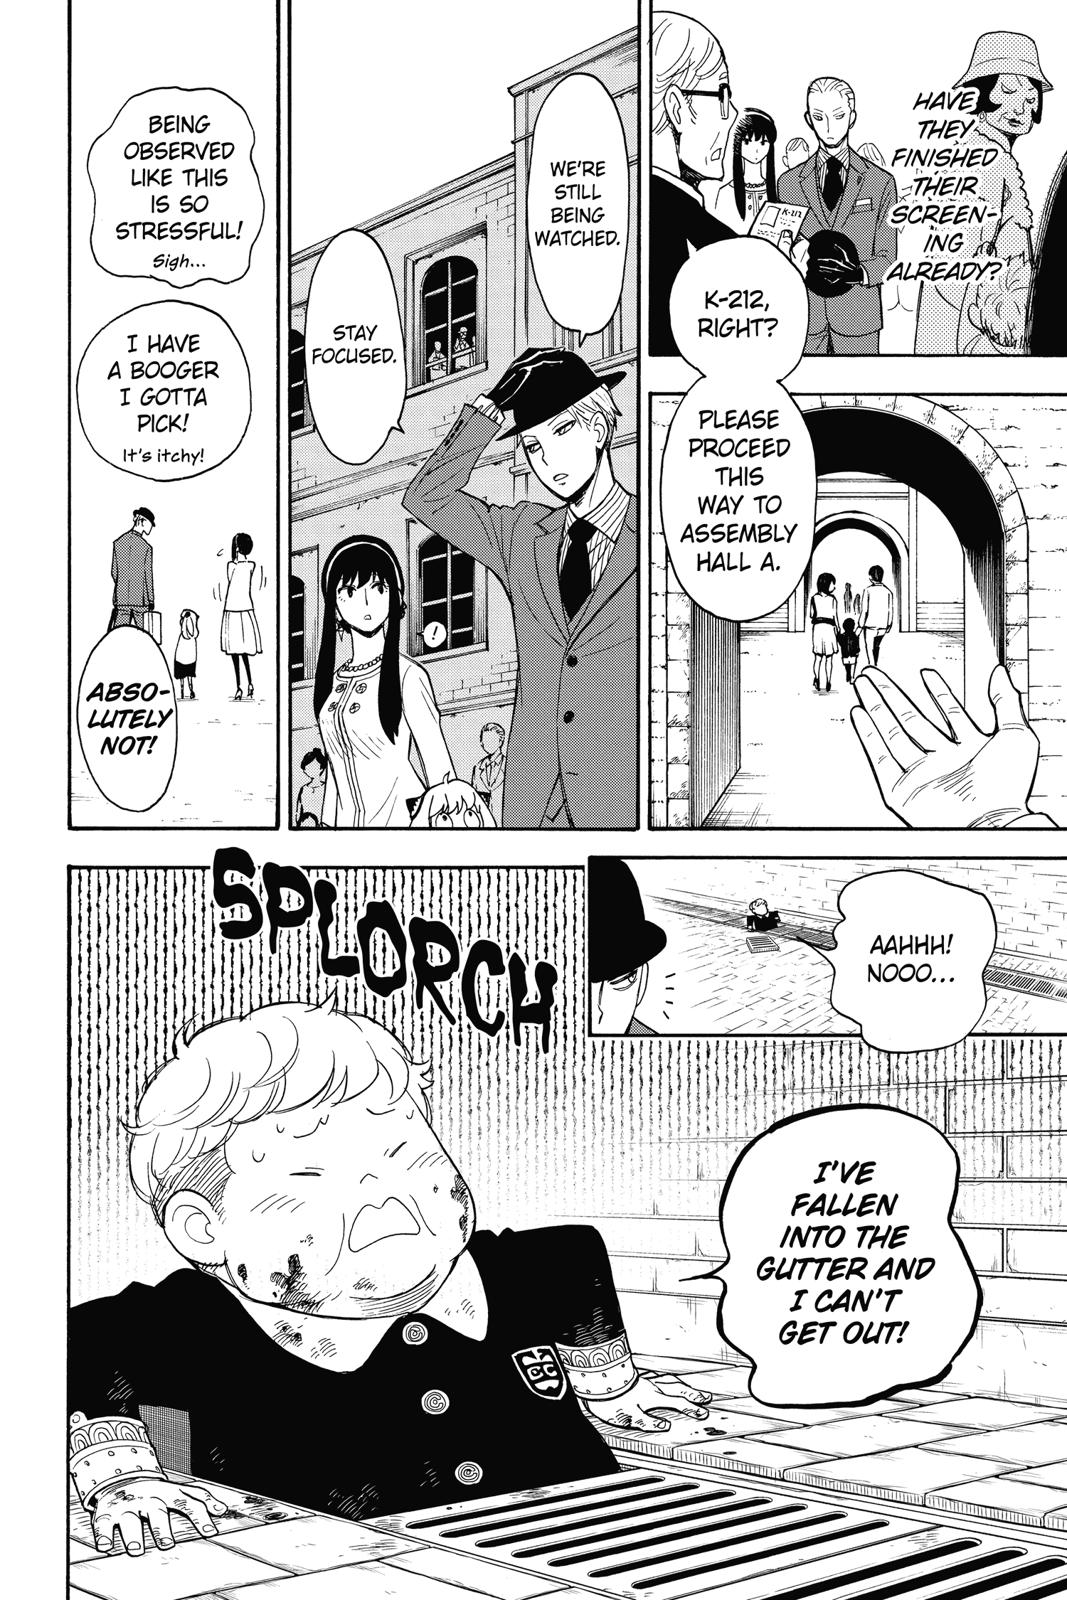 HAVE
THEY
FINISHED
THEIR
SCREEN-
ING
ALREADY?
K-212
K-212,
RIGHT?
PLEASE
PROCEED
THIS
WAY TO
ASSEMBLY
HALL A.
WE'RE
STILL
BEING
WATCHED.
STAY
FOCUSED.
!
BEING
OBSERVED
LIKE THIS
IS SO
STRESSFUL!
Sigh...
I HAVE
A BOOGER
I GOTTA
PICK!
It's itchy!
ABSO-
LUTELY
NOT!
AAHHH!
NOOO...
SPLORCH
I'VE
FALLEN
INTO THE
GUTTER AND
I CAN'T
GET OUT!